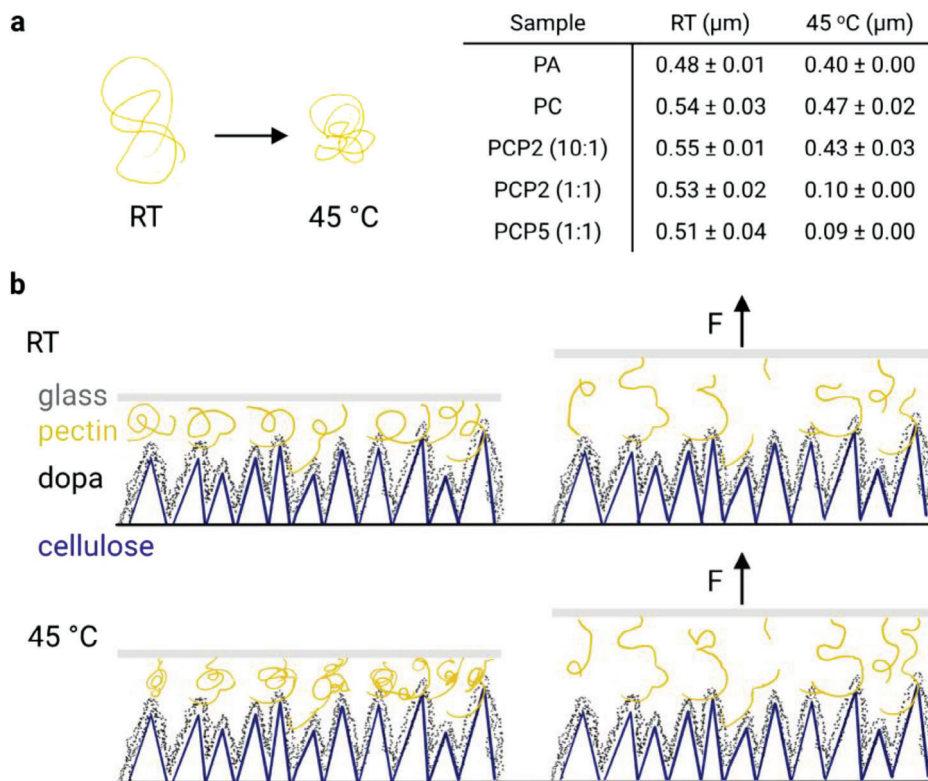 a
Sample RT (µm) 45 °C (µm)
PA 0.48 ± 0.01 0.40 ± 0.00
PC 0.54 ± 0.03 0.47 ± 0.02
PCP2 (10:1) 0.55 ± 0.01 0.43 ± 0.03
PCP2 (1:1) 0.53 ± 0.02 0.10 ± 0.00
PCP5 (1:1) 0.51 ± 0.04 0.09 ± 0.00
RT 45 °C
b
RT
F
glass
pectin
dopa
cellulose
45 °C
F